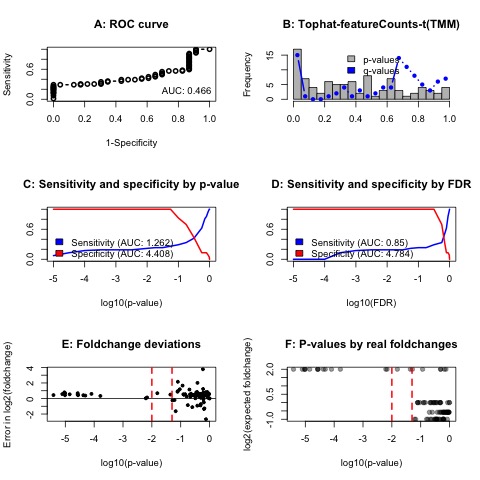 A: ROC curve
B: Tophat-featureCounts-t(TMM)
Sensitivity
0.0 0.6
AUC: 0.466
0.0 0.2 0.4 0.6 0.8 1.0
1-Specificity
Frequency
0 5 15
p-values
q-values
0.0 0.2 0.4 0.6 0.8 1.0
C: Sensitivity and specificity by p-value
D: Sensitivity and specificity by FDR
Sensitivity
0.0 0.6
Sensitivity (AUC: 1.262)
Specificity (AUC: 4.408)
-5 -4 -3 -2 -1 0
log10(p-value)
Sensitivity
0.0 0.6
Sensitivity (AUC: 0.85)
Specificity (AUC: 4.784)
-5 -4 -3 -2 -1 0
log10(FDR)
E: Foldchange deviations
F: P-values by real foldchanges
Error in log2(foldchange)
-2 0 2 4
-5 -4 -3 -2 -1 0
log10(p-value)
log2(expected foldchange)
-1.0 0.5 2.0
-5 -4 -3 -2 -1 0
log10(p-value)